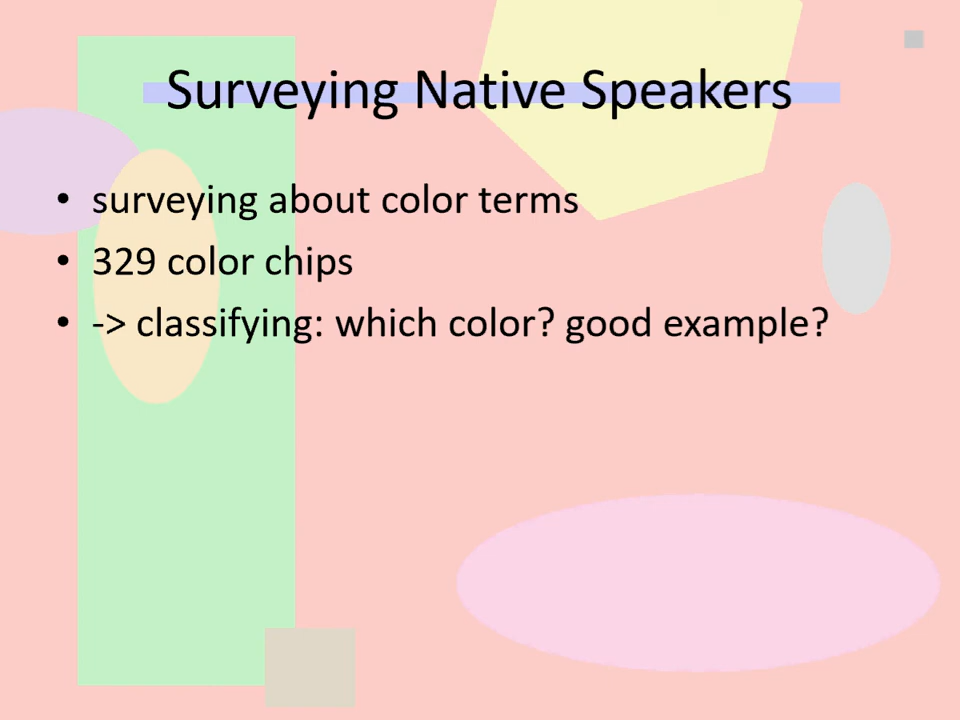 Surveying Native Speakers
• surveying about color terms
• 329 color chips
• -> classifying: which color? good example?